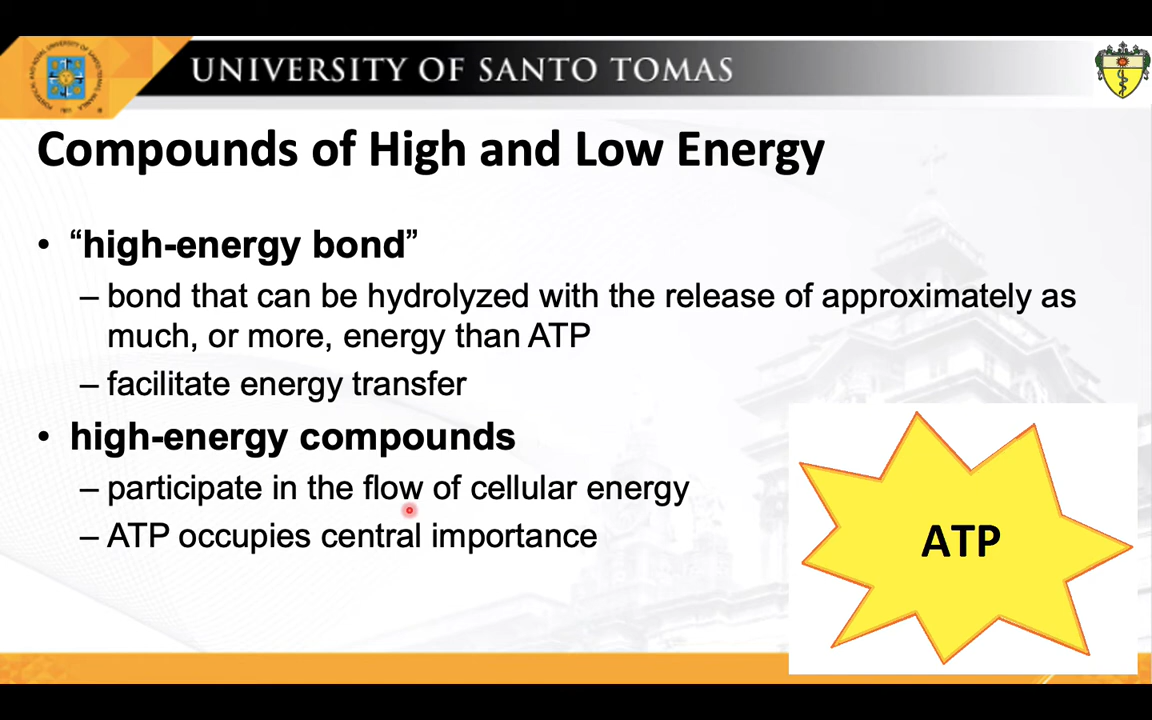 UNIVERSITY OF SANTO TOMAS
Compounds of High and Low Energy
• “high-energy bond”
– bond that can be hydrolyzed with the release of approximately as
much, or more, energy than ATP
– facilitate energy transfer
• high-energy compounds
– participate in the flow of cellular energy
– ATP occupies central importance
ATP